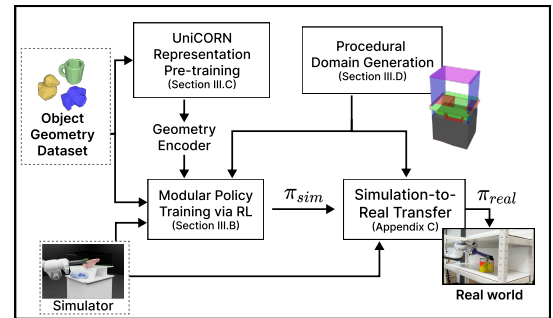 UniCORN
Representation
Pre-training
(Section III.C)
Procedural
Domain Generation
(Section III.D)
Object
Geometry
Dataset
Geometry
Encoder
Modular Policy
Training via RL
(Section III.B)
π_sim
Simulation-to-
Real Transfer
(Appendix C)
π_real
Simulator
Real world